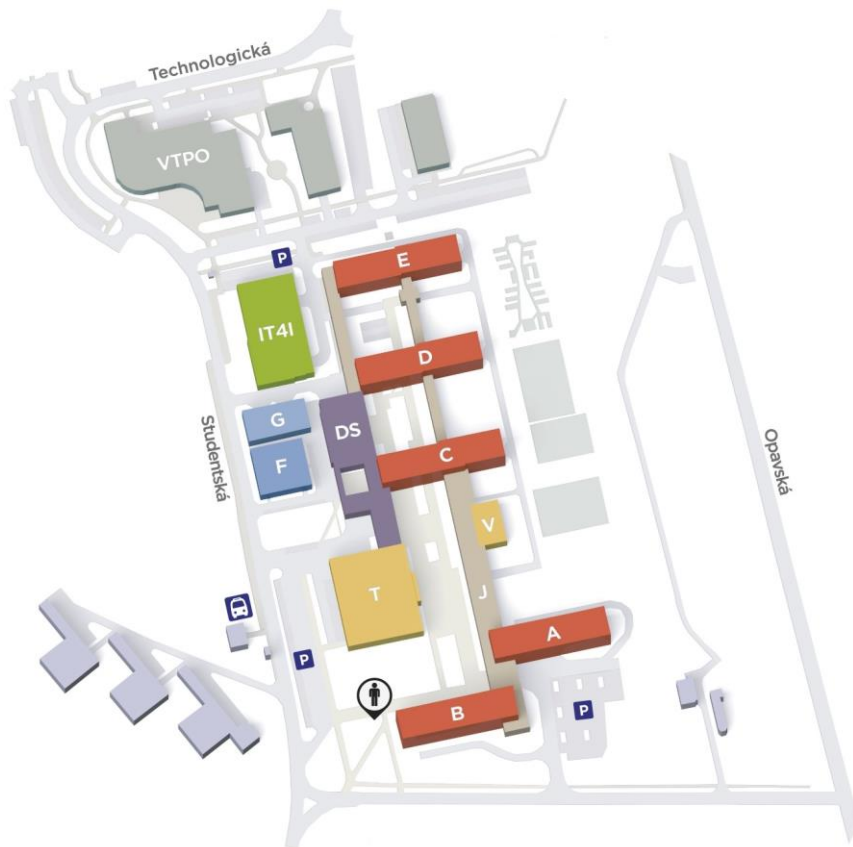 Technologická
VTPO
P
E
IT4I
D
G
DS
C
F
Studentská
Opavská
V
T
J
A
P
B
P